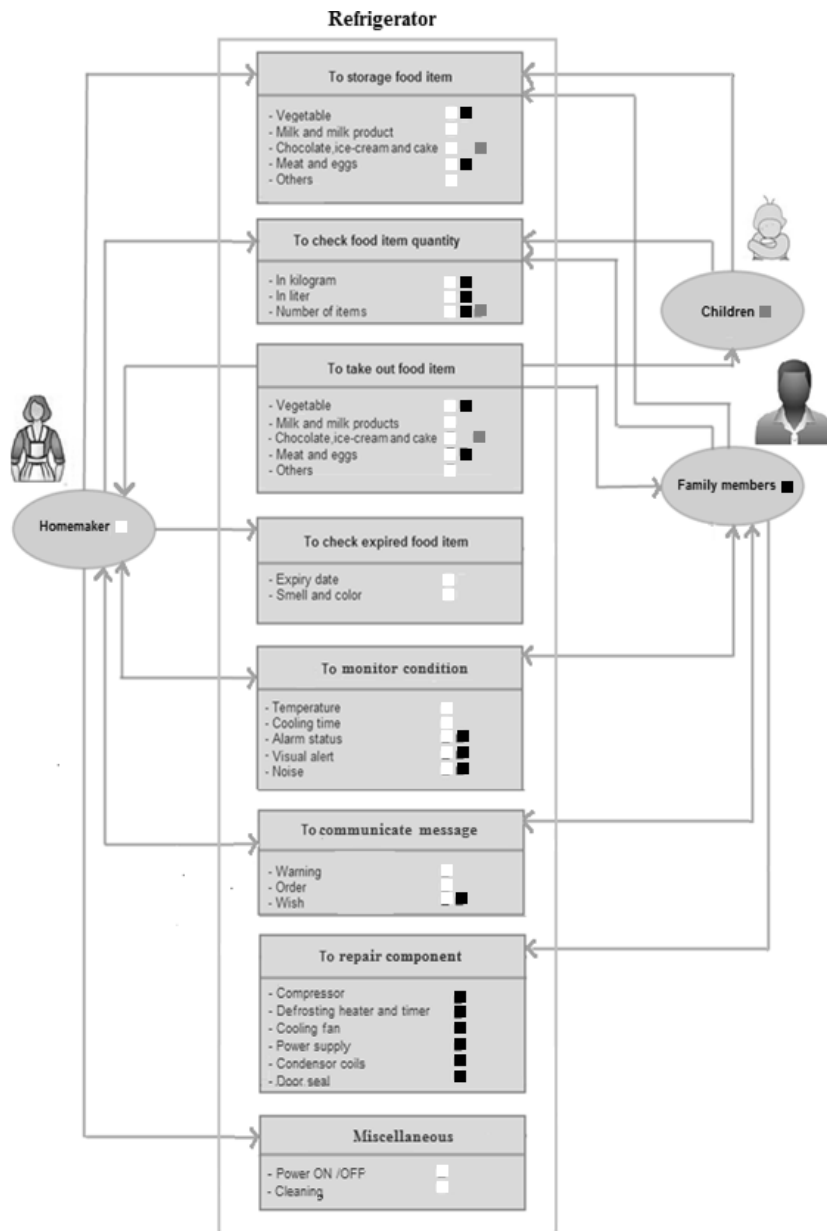 Refrigerator
To storage food item
- Vegetable
- Milk and milk product
- Chocolate,ice-cream and cake
- Meat and eggs
- Others
To check food item quantity
- In kilogram
- In liter
- Number of items
Children
To take out food item
- Vegetable
- Milk and milk products
- Chocolate,ice-cream and cake
- Meat and eggs
- Others
Family members
Homemaker
To check expired food item
- Expiry date
- Smell and color
To monitor condition
- Temperature
- Cooling time
- Alarm status
- Visual alert
- Noise
To communicate message
- Warning
- Order
- Wish
To repair component
- Compressor
- Defrosting heater and timer
- Cooling fan
- Power supply
- Condensor coils
- Door seal
Miscellaneous
- Power ON /OFF
- Cleaning